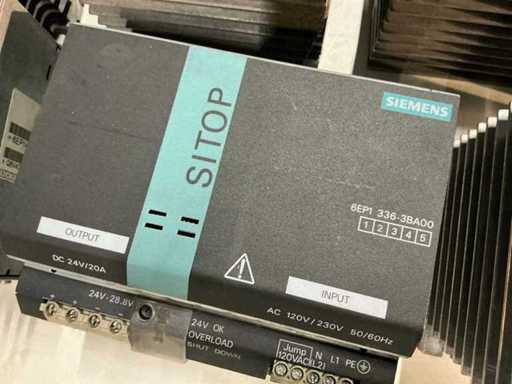 SIEMENS
SITOP
6EP1 336-3BA00
1 2 3 4 5
OUTPUT
DC 24V/20A
INPUT
AC 120V/230V 50/60Hz
24V-28.8V
24V OK
OVERLOAD
SHUT DOWN
Jump N L1 PE
120VAC(L2)